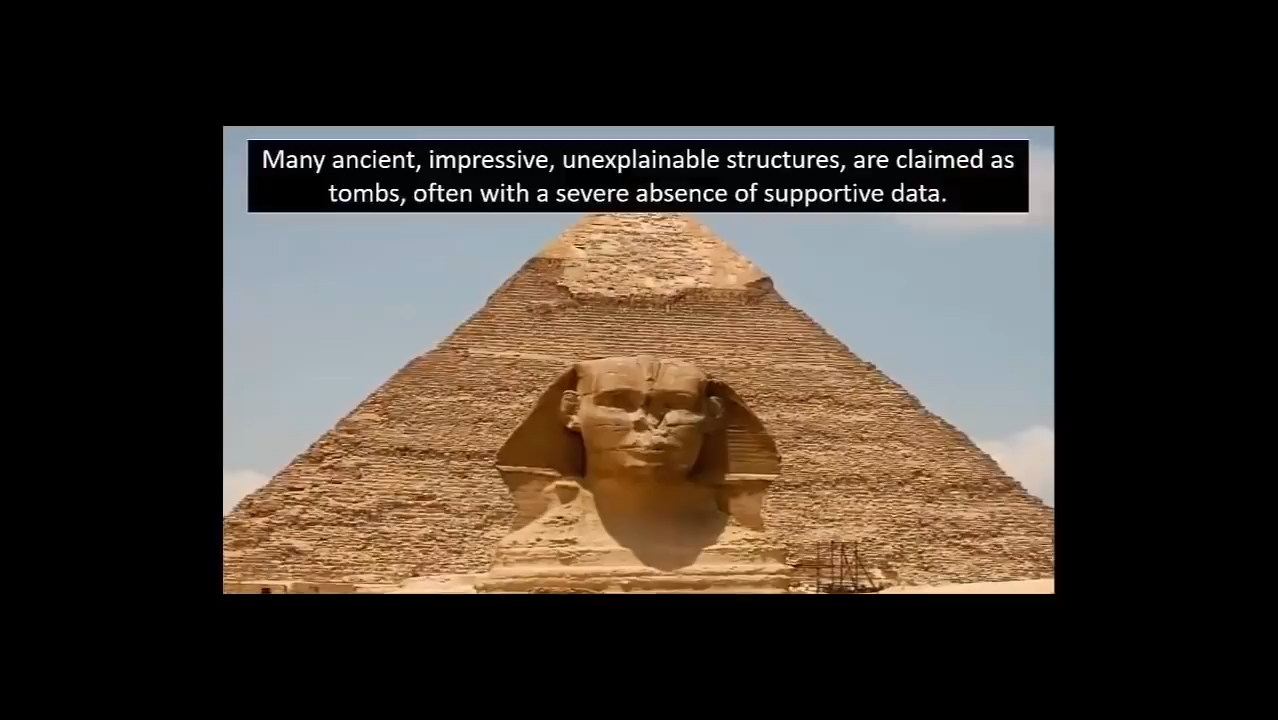 Many ancient, impressive, unexplainable structures, are claimed as
tombs, often with a severe absence of supportive data.